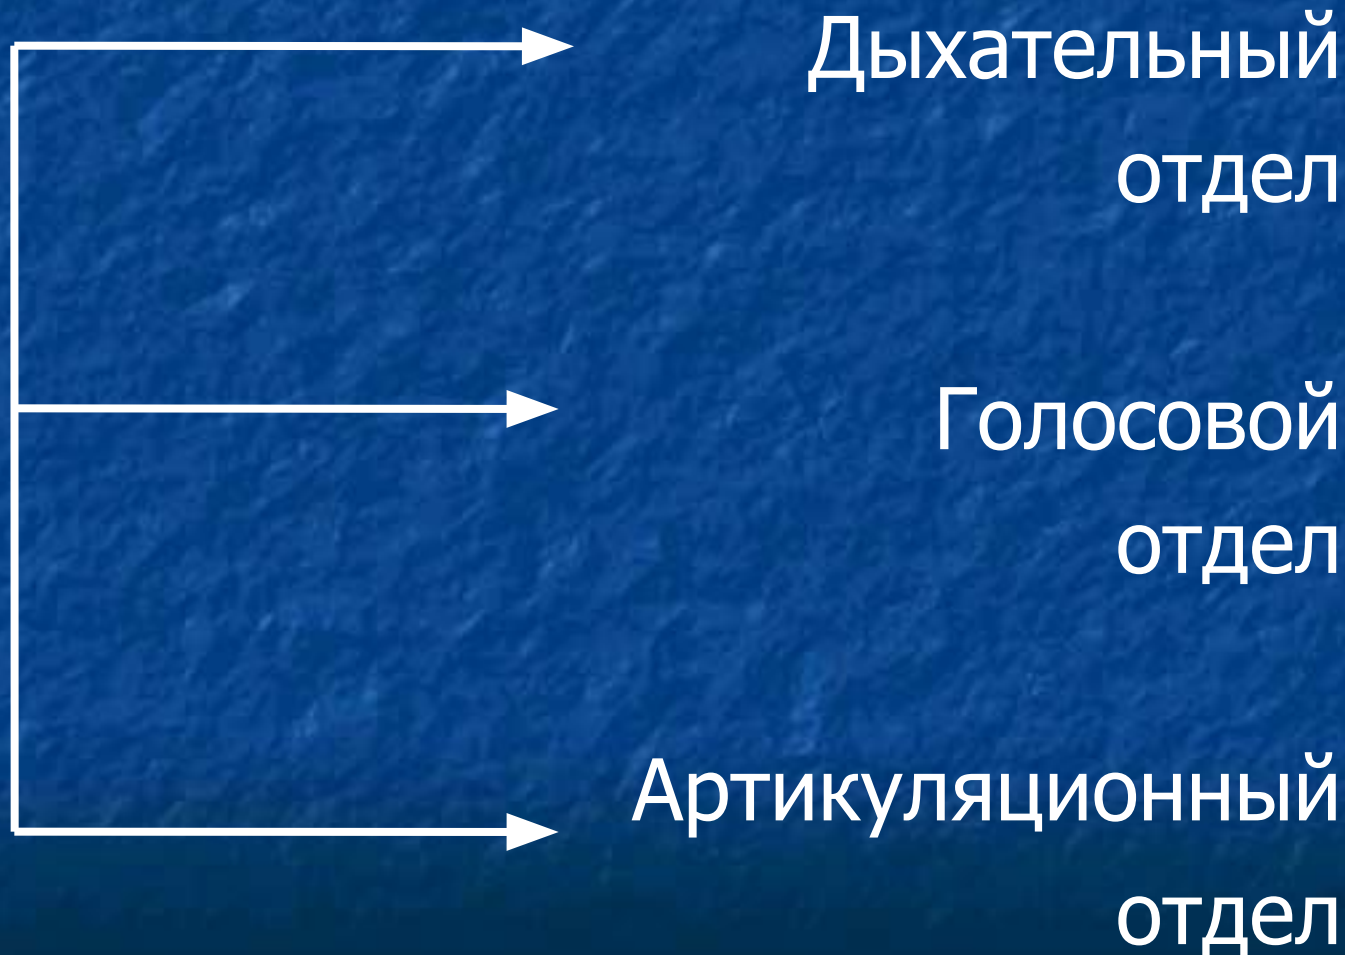 Дыхательный
отдел
Голосовой
отдел
Артикуляционный
отдел